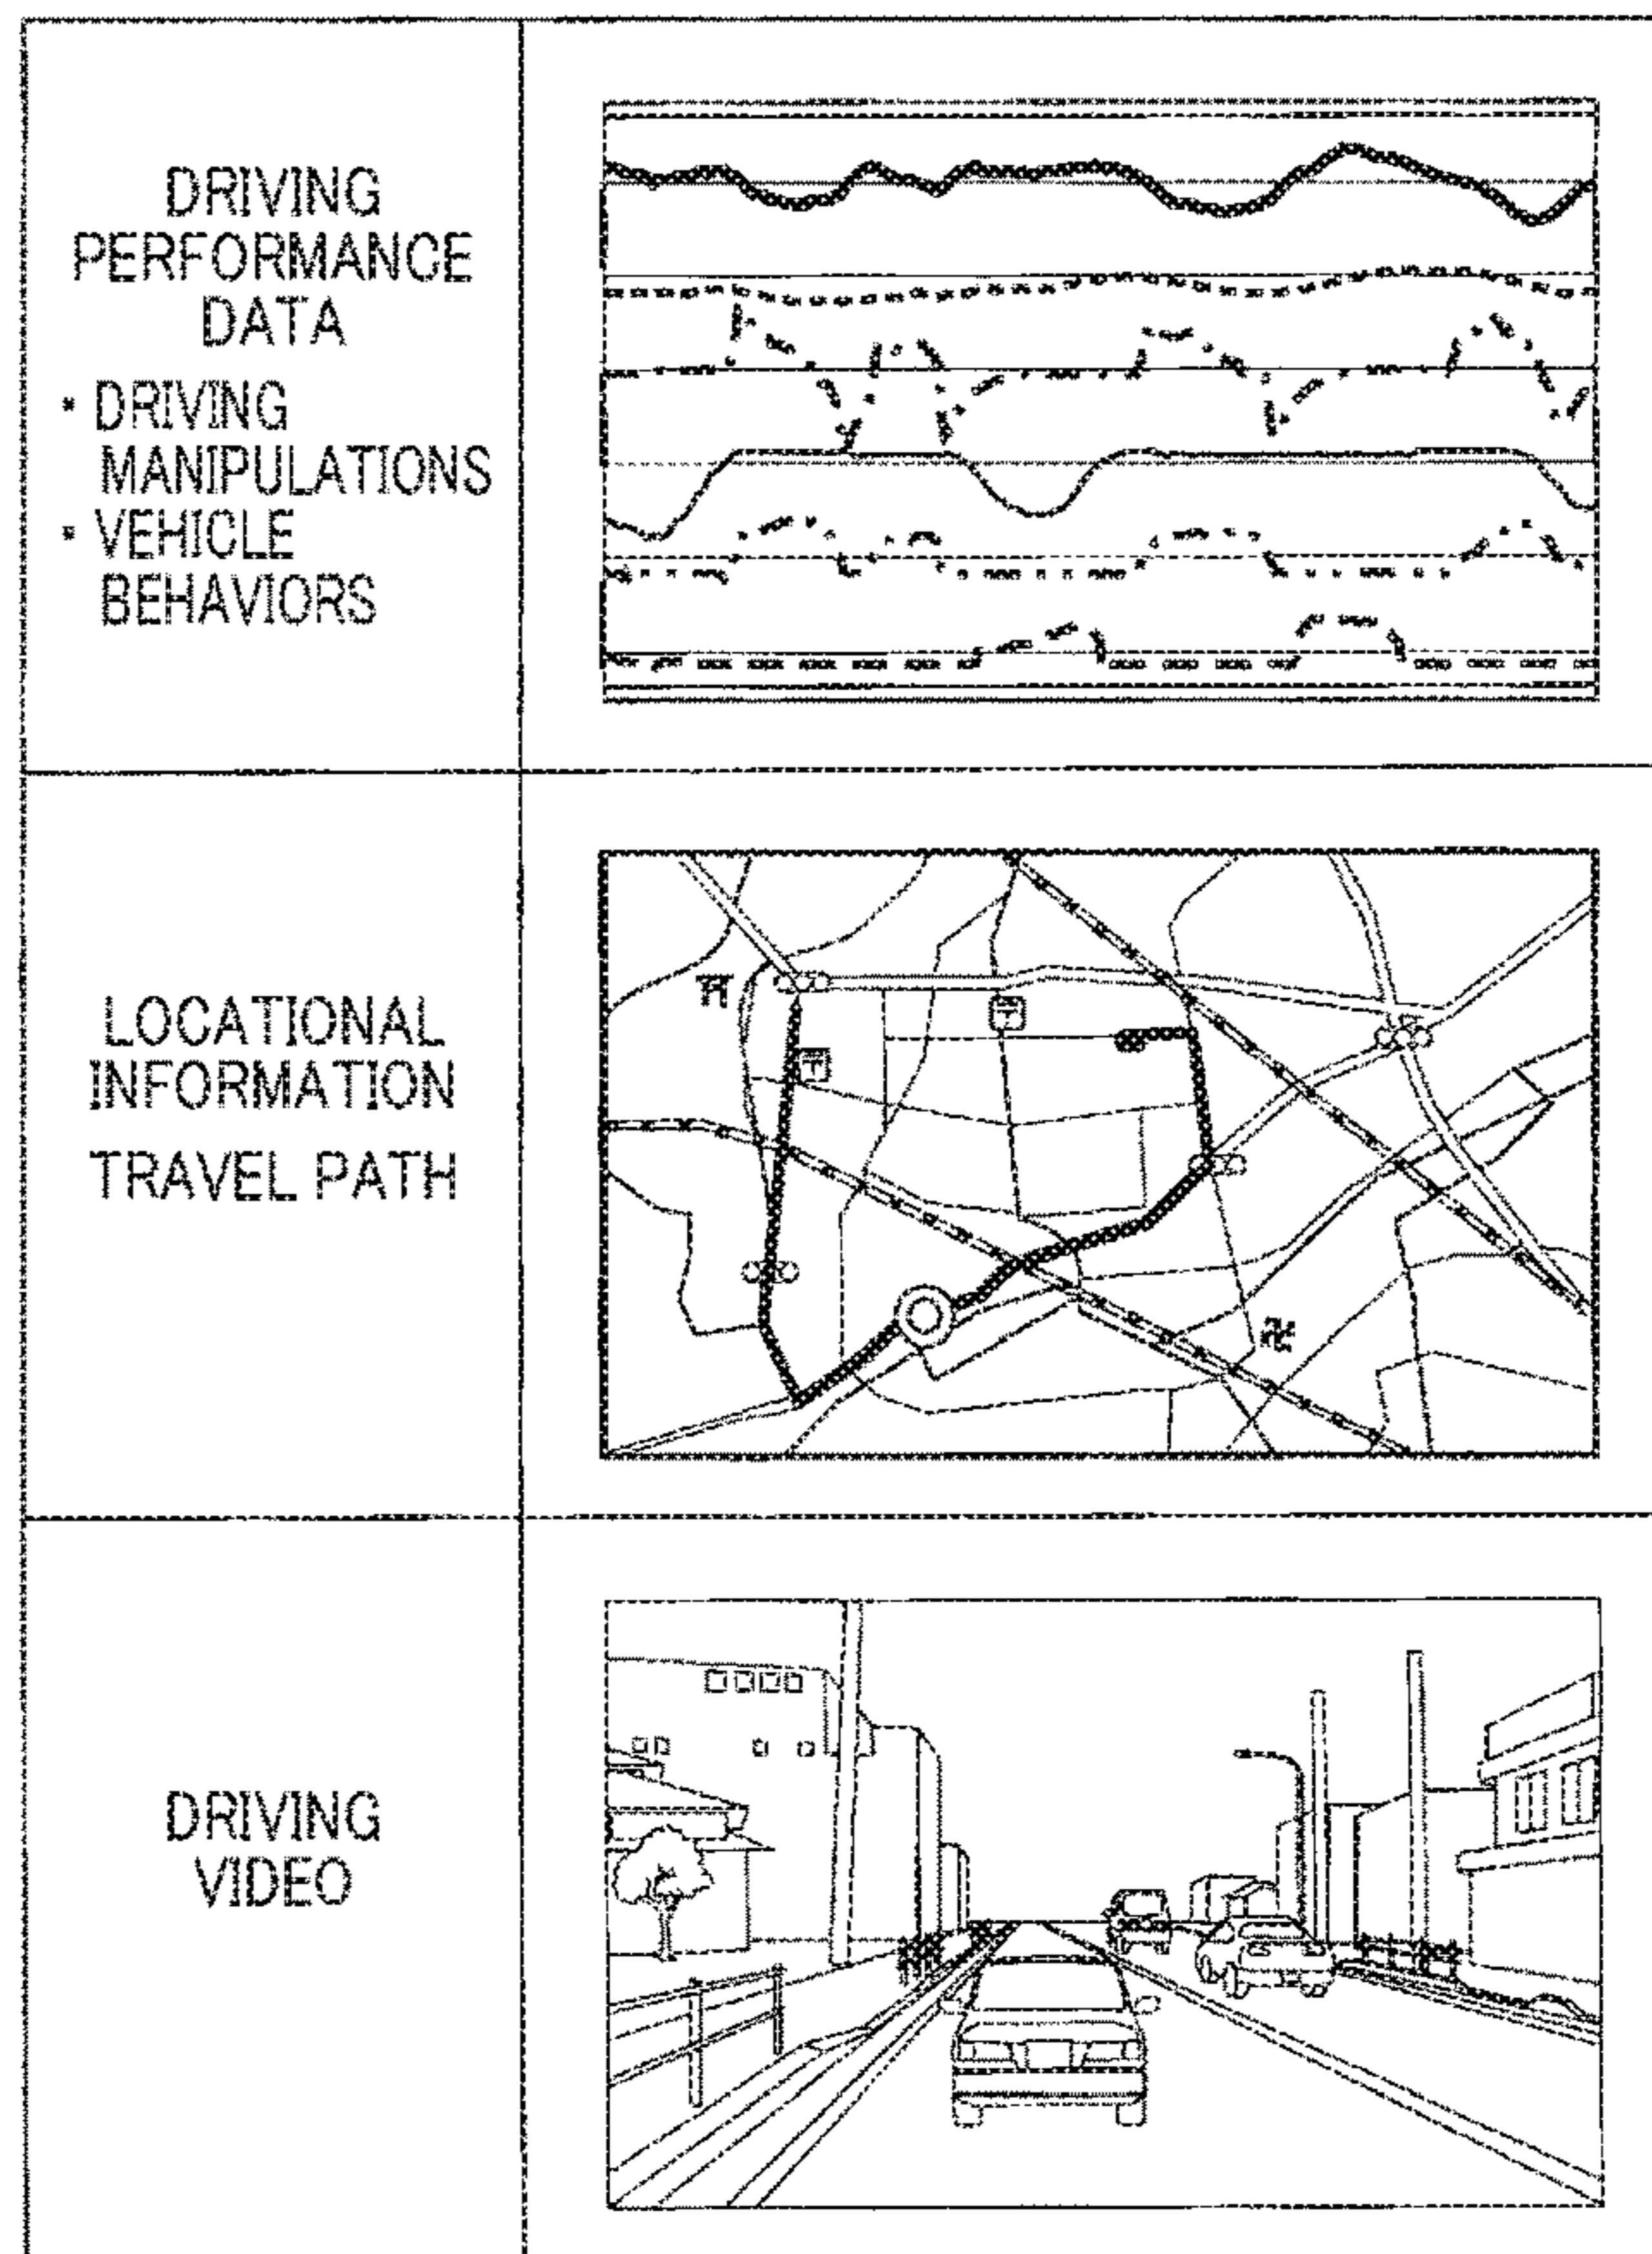 DRIVING
PERFORMANCE
DATA
・DRIVING
MANIPULATIONS
・VEHICLE
BEHAVIORS
LOCATIONAL
INFORMATION
TRAVEL PATH
DRIVING
VIDEO